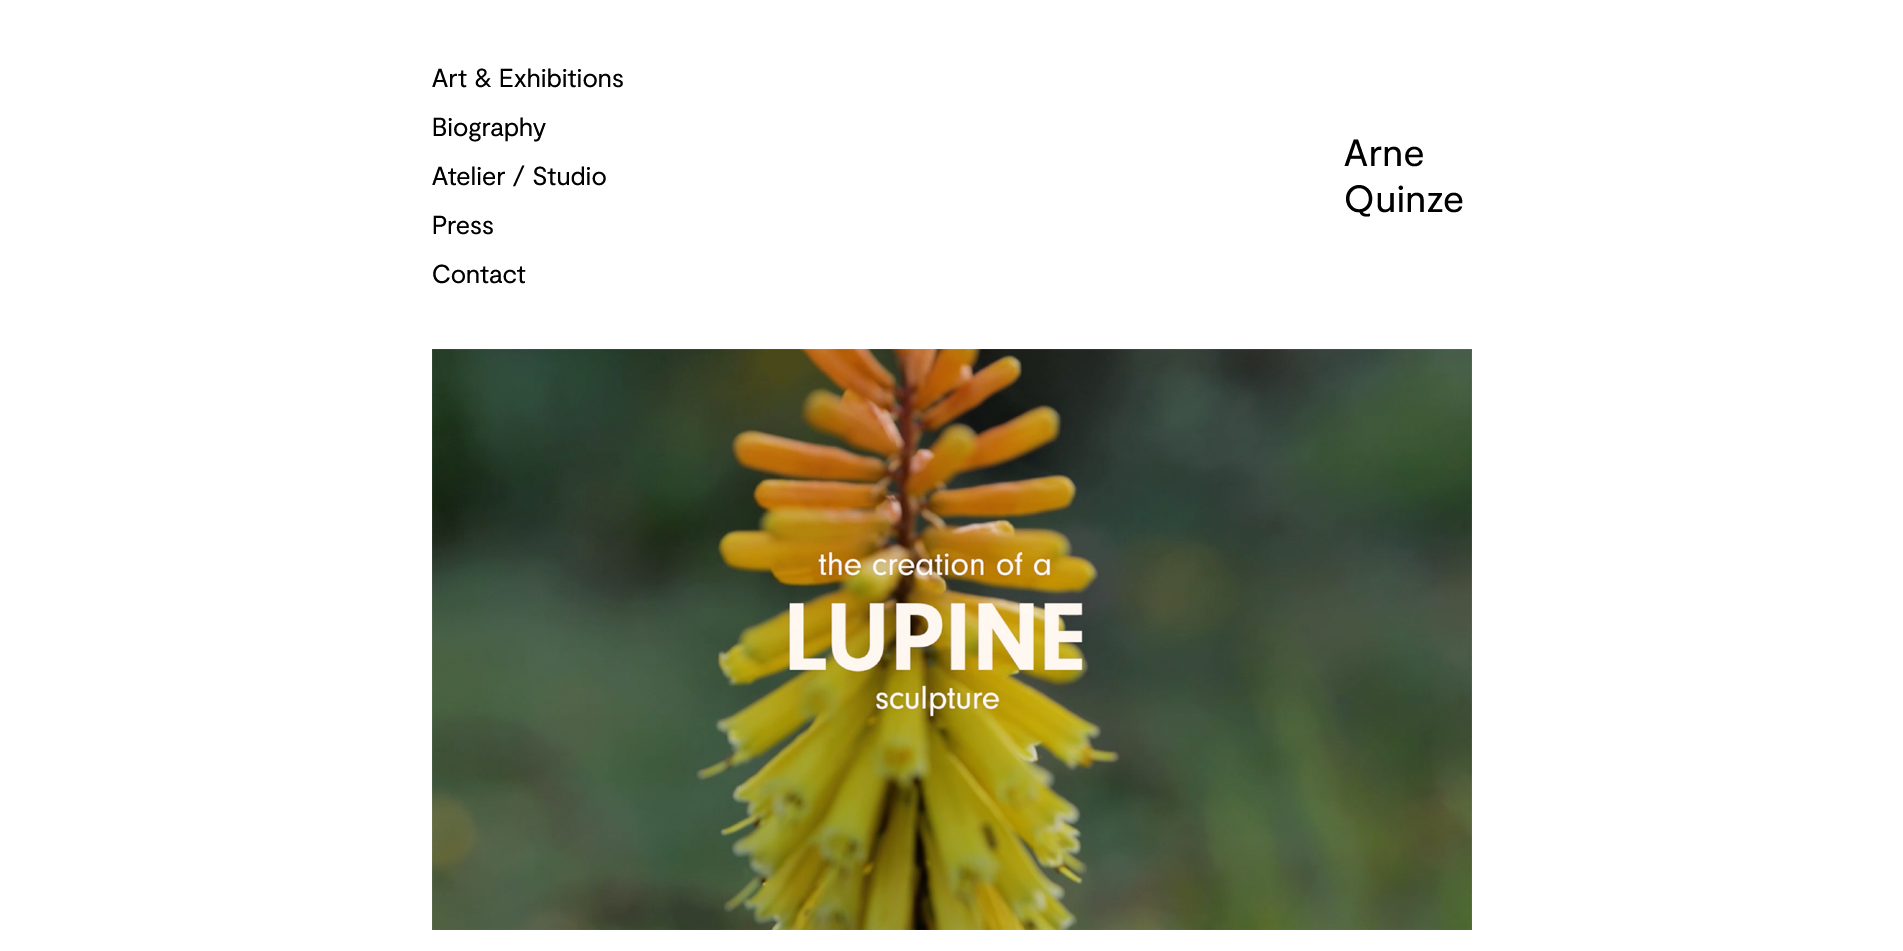 Art & Exhibitions
Biography
Atelier / Studio
Press
Contact
Arne
Quinze
the creation of a
LUPINE
sculpture